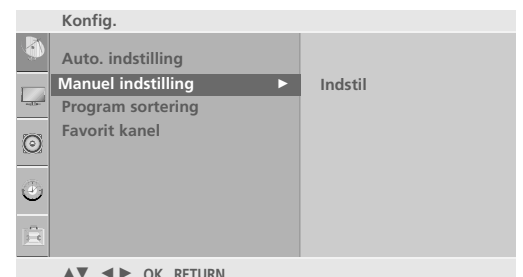 Konfig.
Auto. indstilling
Manuel indstilling ► Indstil
Program sortering
Favorit kanel
▲▼ ◄► OK RETURN